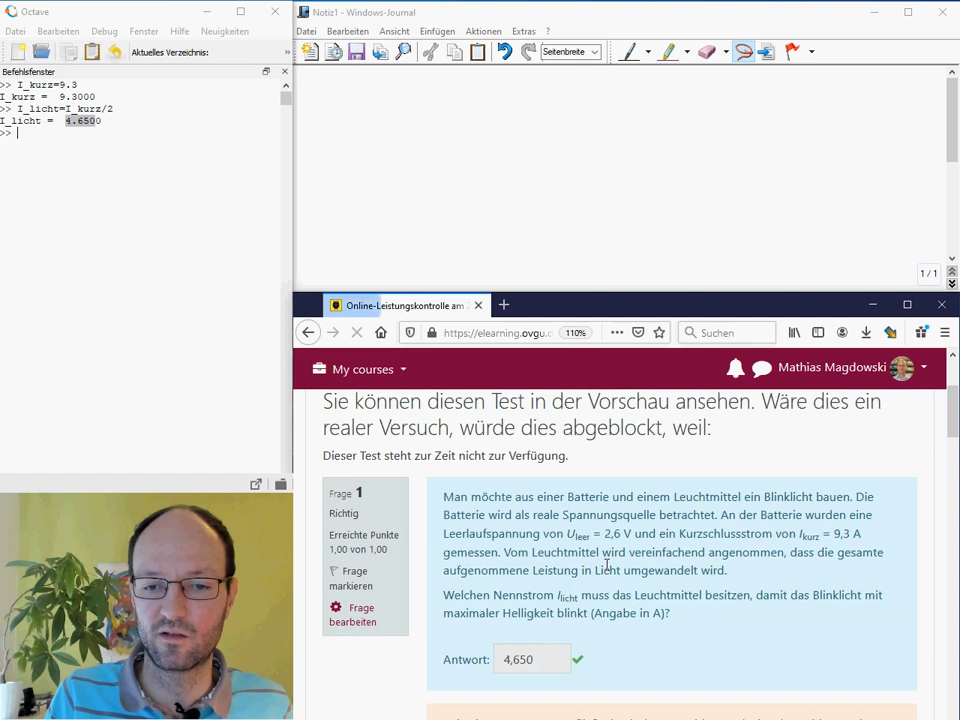 Octave
Datei Bearbeiten Debug Fenster Hilfe Neuigkeiten
Aktuelles Verzeichnis: »
Befehlsfenster
>> I_kurz=9.3
I_kurz = 9.3000
>> I_licht=I_kurz/2
I_licht = 4.6500
>>
Notiz1 - Windows-Journal
Datei Bearbeiten Ansicht Einfügen Aktionen Extras ?
Seitenbreite
1 / 1
Online-Leistungskontrolle am
https://elearning.ovgu.d
110%
Suchen
My courses
Mathias Magdowski
Sie können diesen Test in der Vorschau ansehen. Wäre dies ein
realer Versuch, würde dies abgeblockt, weil:
Dieser Test steht zur Zeit nicht zur Verfügung.
Frage 1
Richtig
Erreichte Punkte
1,00 von 1,00
Frage
markieren
Frage
bearbeiten
Man möchte aus einer Batterie und einem Leuchtmittel ein Blinklicht bauen. Die
Batterie wird als reale Spannungsquelle betrachtet. An der Batterie wurden eine
Leerlaufspannung von Uleer = 2,6 V und ein Kurzschlussstrom von Ikurz = 9,3 A
gemessen. Vom Leuchtmittel wird vereinfachend angenommen, dass die gesamte
aufgenommene Leistung in Licht umgewandelt wird.
Welchen Nennstrom Ilicht muss das Leuchtmittel besitzen, damit das Blinklicht mit
maximaler Helligkeit blinkt (Angabe in A)?
Antwort: 4,650